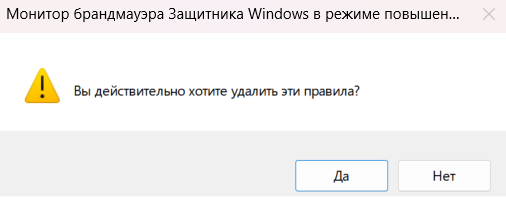 Монитор брандмауэра Защитника Windows в режиме повышен...
Вы действительно хотите удалить эти правила?
Да
Нет